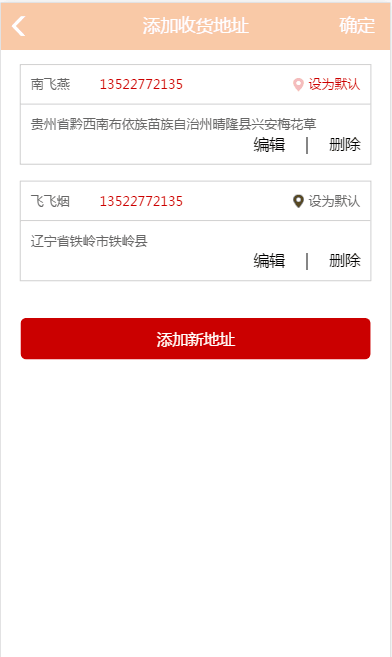 添加收货地址 确定
南飞燕 13522772135 设为默认
贵州省黔西南布依族苗族自治州晴隆县兴安梅花草
编辑 | 删除
飞飞烟 13522772135 设为默认
辽宁省铁岭市铁岭县
编辑 | 删除
添加新地址